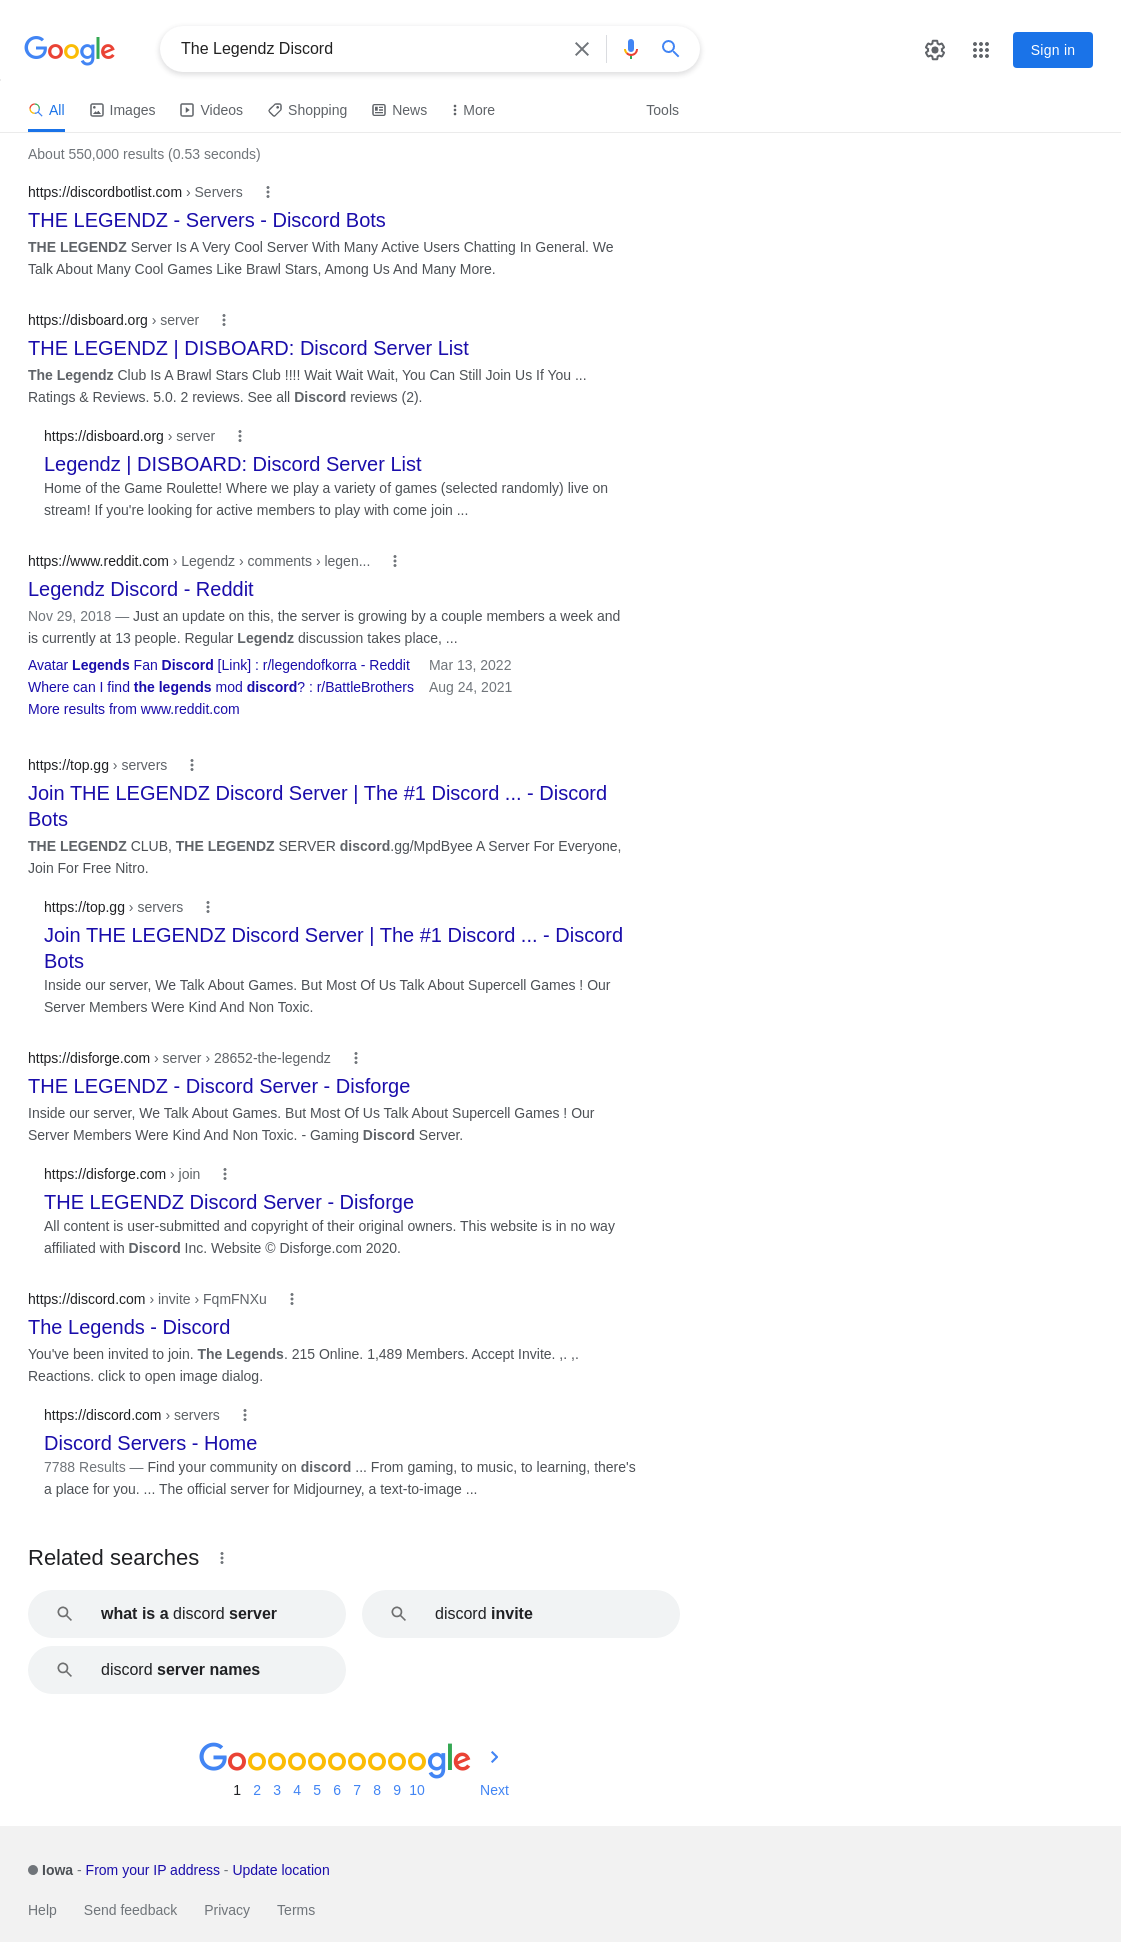 Google
The Legendz Discord
Sign in
All Images Videos Shopping News More Tools
About 550,000 results (0.53 seconds)
https://discordbotlist.com › Servers
THE LEGENDZ - Servers - Discord Bots
THE LEGENDZ Server Is A Very Cool Server With Many Active Users Chatting In General. We
Talk About Many Cool Games Like Brawl Stars, Among Us And Many More.
https://disboard.org › server
THE LEGENDZ | DISBOARD: Discord Server List
The Legendz Club Is A Brawl Stars Club !!!! Wait Wait Wait, You Can Still Join Us If You ...
Ratings & Reviews. 5.0. 2 reviews. See all Discord reviews (2).
https://disboard.org › server
Legendz | DISBOARD: Discord Server List
Home of the Game Roulette! Where we play a variety of games (selected randomly) live on
stream! If you're looking for active members to play with come join ...
https://www.reddit.com › Legendz › comments › legen...
Legendz Discord - Reddit
Nov 29, 2018 — Just an update on this, the server is growing by a couple members a week and
is currently at 13 people. Regular Legendz discussion takes place, ...
Avatar Legends Fan Discord [Link] : r/legendofkorra - Reddit Mar 13, 2022
Where can I find the legends mod discord? : r/BattleBrothers Aug 24, 2021
More results from www.reddit.com
https://top.gg › servers
Join THE LEGENDZ Discord Server | The #1 Discord ... - Discord
Bots
THE LEGENDZ CLUB, THE LEGENDZ SERVER discord.gg/MpdByee A Server For Everyone,
Join For Free Nitro.
https://top.gg › servers
Join THE LEGENDZ Discord Server | The #1 Discord ... - Discord
Bots
Inside our server, We Talk About Games. But Most Of Us Talk About Supercell Games ! Our
Server Members Were Kind And Non Toxic.
https://disforge.com › server › 28652-the-legendz
THE LEGENDZ - Discord Server - Disforge
Inside our server, We Talk About Games. But Most Of Us Talk About Supercell Games ! Our
Server Members Were Kind And Non Toxic. - Gaming Discord Server.
https://disforge.com › join
THE LEGENDZ Discord Server - Disforge
All content is user-submitted and copyright of their original owners. This website is in no way
affiliated with Discord Inc. Website © Disforge.com 2020.
https://discord.com › invite › FqmFNXu
The Legends - Discord
You've been invited to join. The Legends. 215 Online. 1,489 Members. Accept Invite. ,. ,.
Reactions. click to open image dialog.
https://discord.com › servers
Discord Servers - Home
7788 Results — Find your community on discord ... From gaming, to music, to learning, there's
a place for you. ... The official server for Midjourney, a text-to-image ...
Related searches
what is a discord server
discord invite
discord server names
Goooooooooogle
1 2 3 4 5 6 7 8 9 10 Next
Iowa - From your IP address - Update location
Help Send feedback Privacy Terms